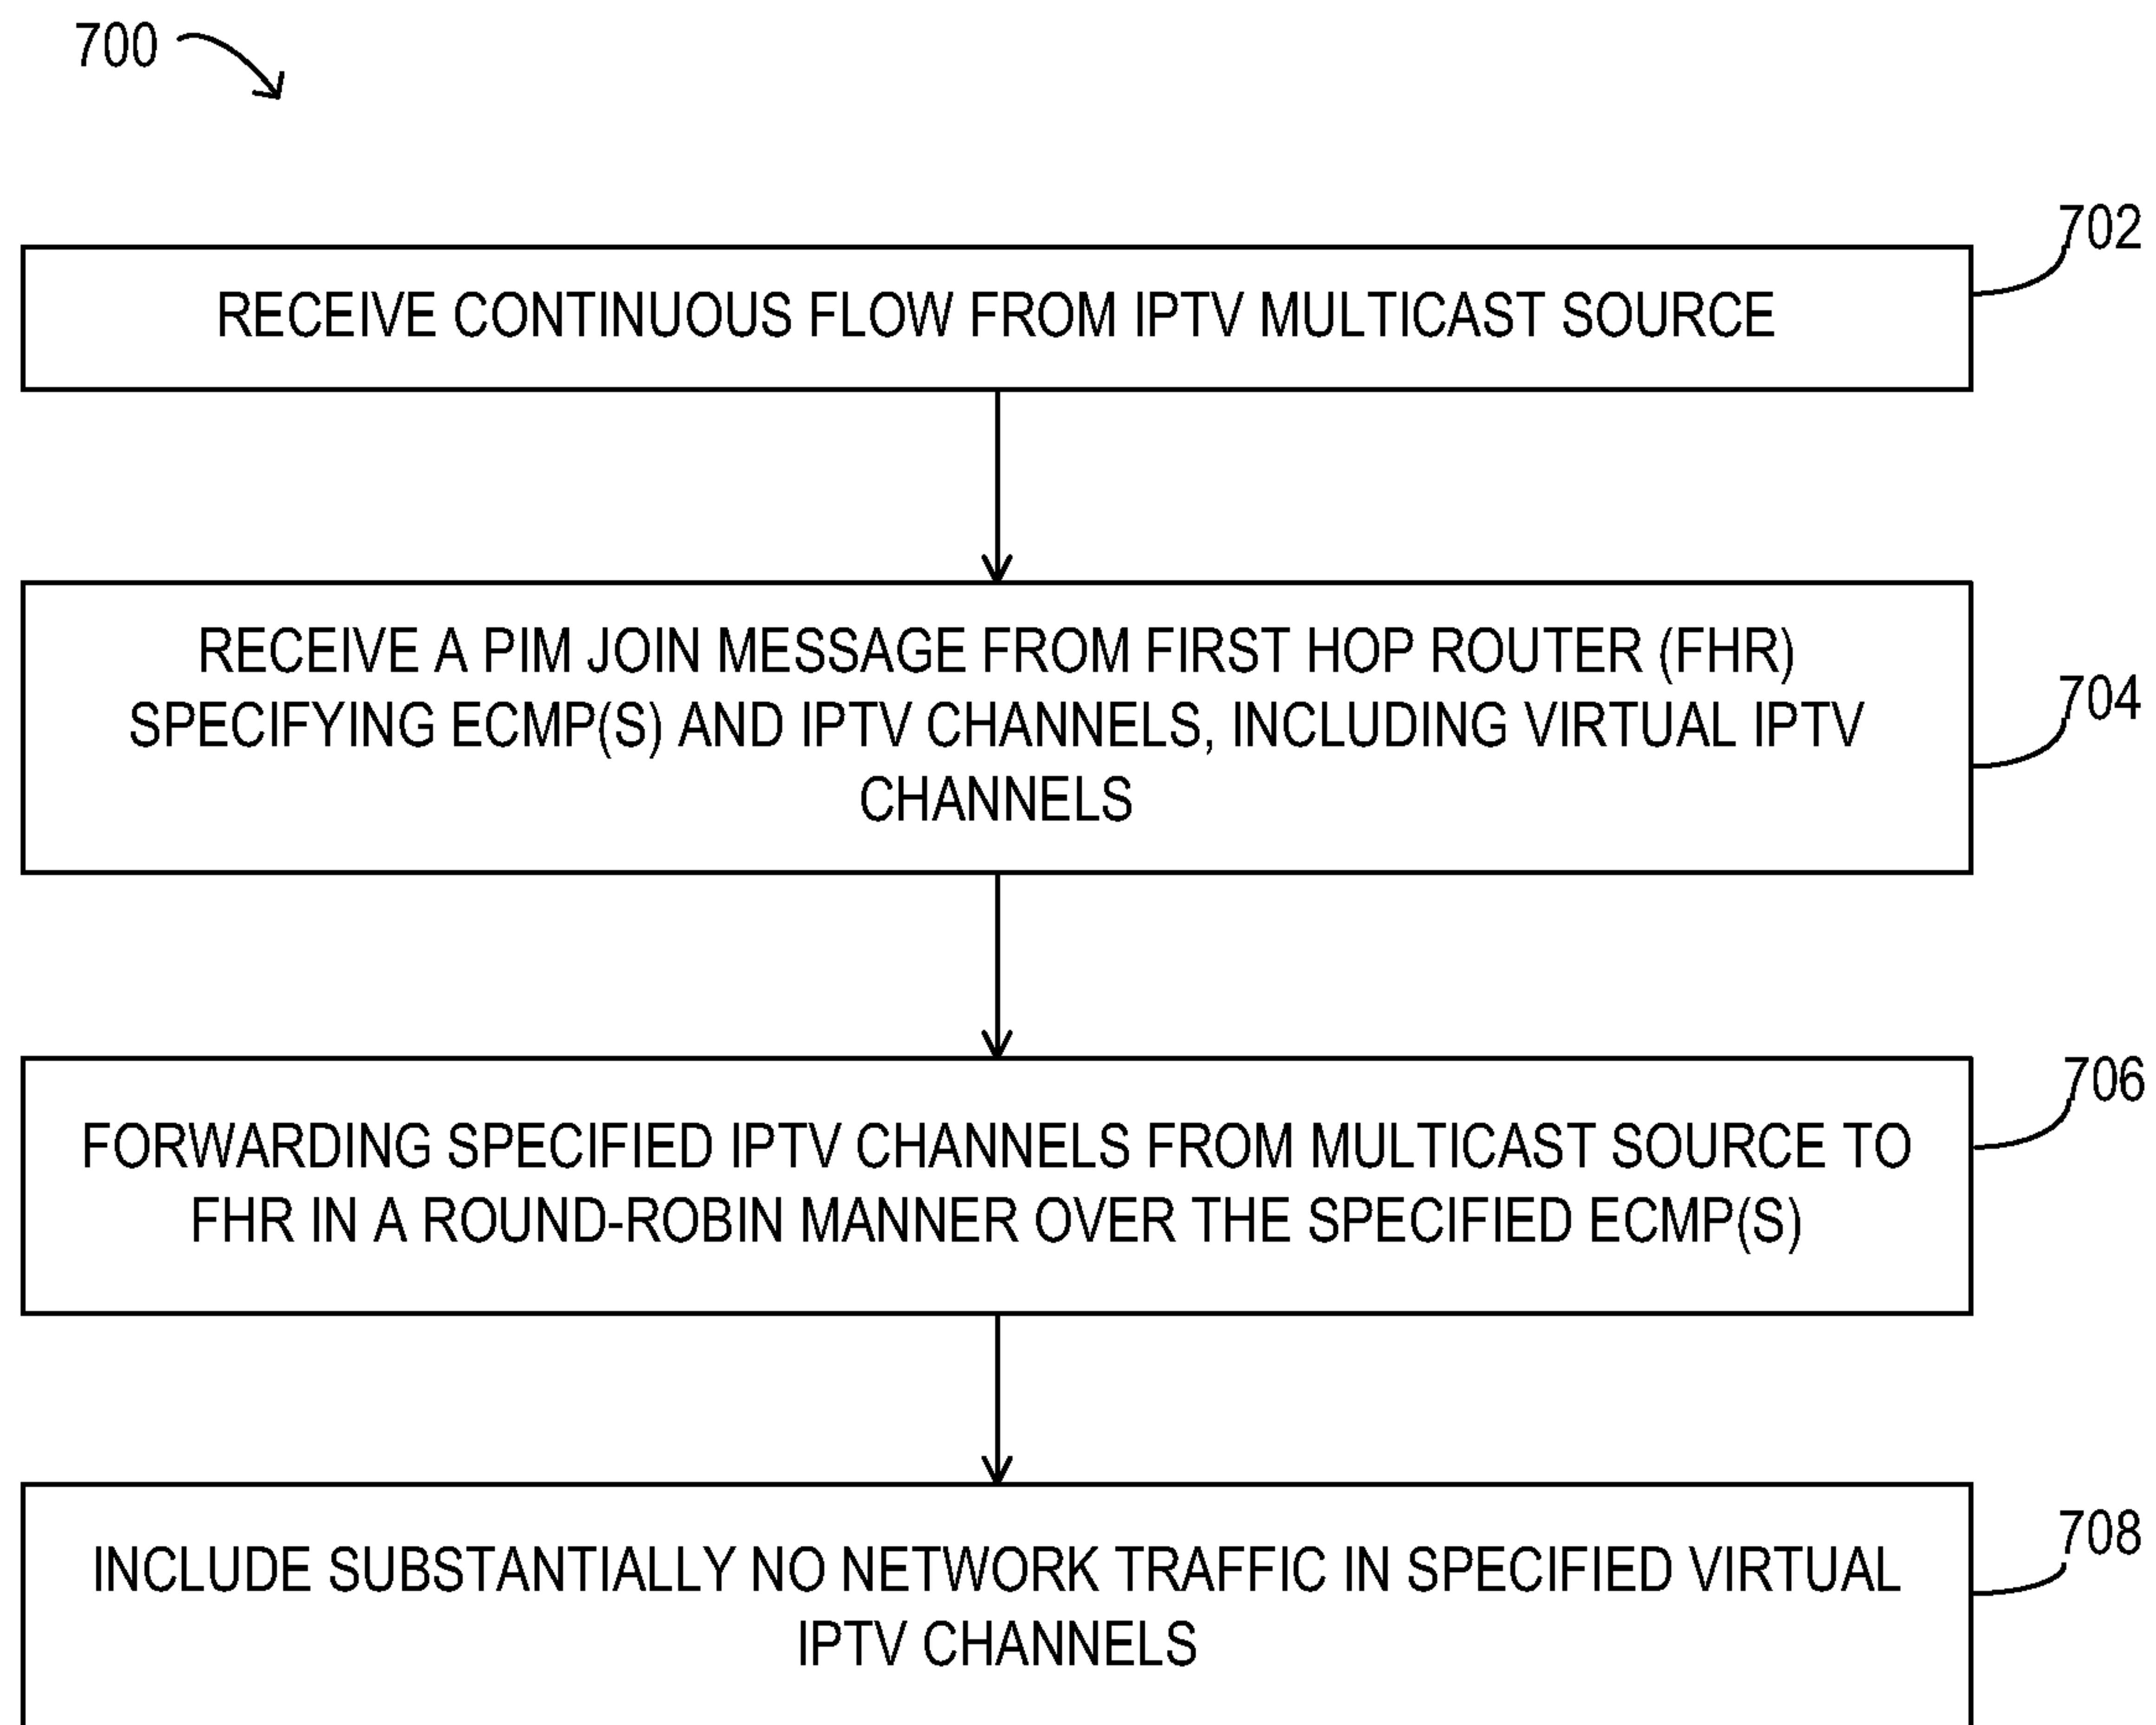 700
702
RECEIVE CONTINUOUS FLOW FROM IPTV MULTICAST SOURCE
RECEIVE A PIM JOIN MESSAGE FROM FIRST HOP ROUTER (FHR)
SPECIFYING ECMP(S) AND IPTV CHANNELS, INCLUDING VIRTUAL IPTV
CHANNELS
704
706
FORWARDING SPECIFIED IPTV CHANNELS FROM MULTICAST SOURCE TO
FHR IN A ROUND-ROBIN MANNER OVER THE SPECIFIED ECMP(S)
708
INCLUDE SUBSTANTIALLY NO NETWORK TRAFFIC IN SPECIFIED VIRTUAL
IPTV CHANNELS